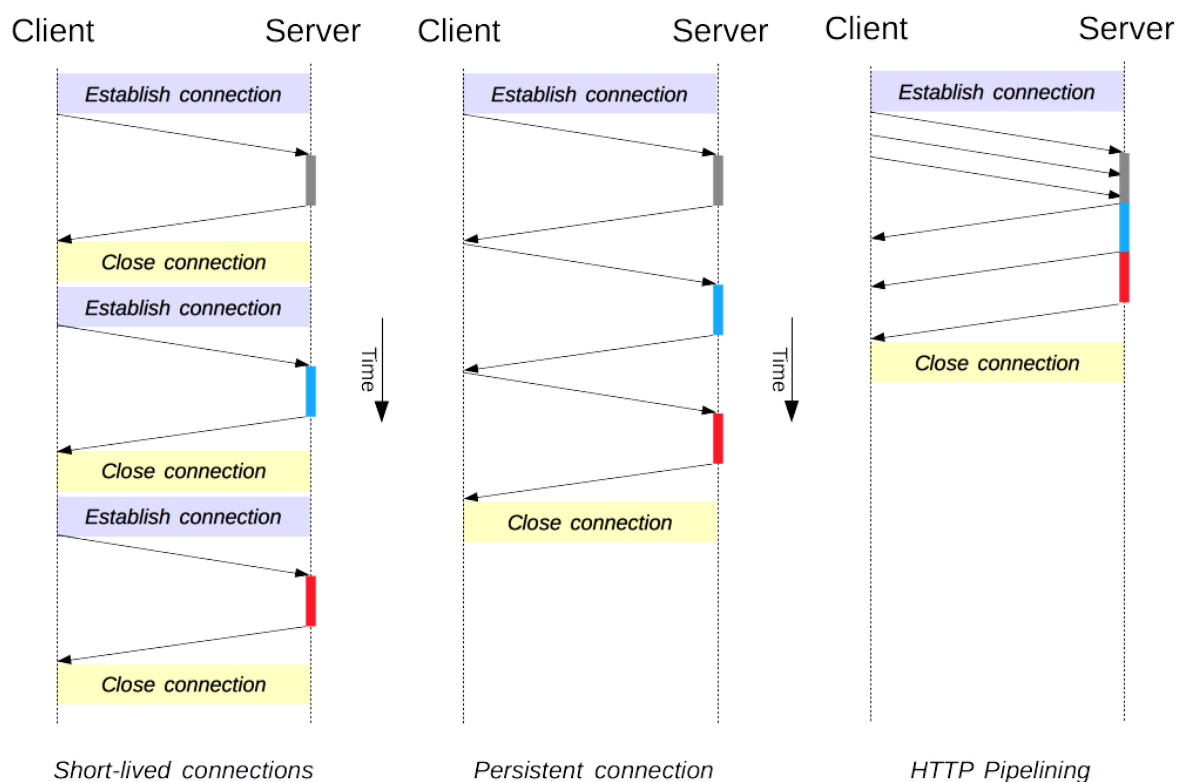 Client Server Client Server Client Server
Establish connection Establish connection Establish connection
Close connection
Establish connection
Time Time
Close connection
Close connection
Establish connection
Close connection
Close connection
Short-lived connections Persistent connection HTTP Pipelining